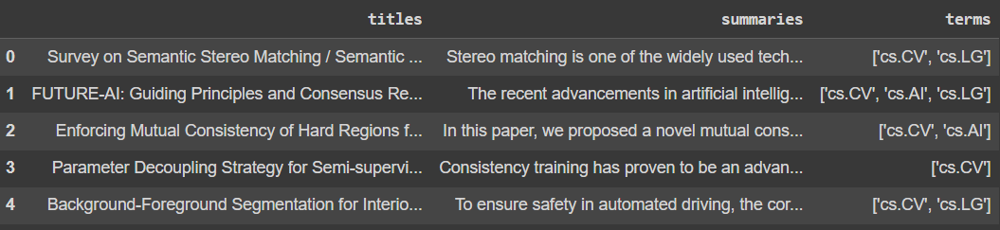 titles summaries terms
0 Survey on Semantic Stereo Matching / Semantic ... Stereo matching is one of the widely used tech... ['cs.CV', 'cs.LG']
1 FUTURE-AI: Guiding Principles and Consensus Re... The recent advancements in artificial intellig... ['cs.CV', 'cs.AI', 'cs.LG']
2 Enforcing Mutual Consistency of Hard Regions f... In this paper, we proposed a novel mutual cons... ['cs.CV', 'cs.AI']
3 Parameter Decoupling Strategy for Semi-supervi... Consistency training has proven to be an advan... ['cs.CV']
4 Background-Foreground Segmentation for Interio... To ensure safety in automated driving, the cor... ['cs.CV', 'cs.LG']